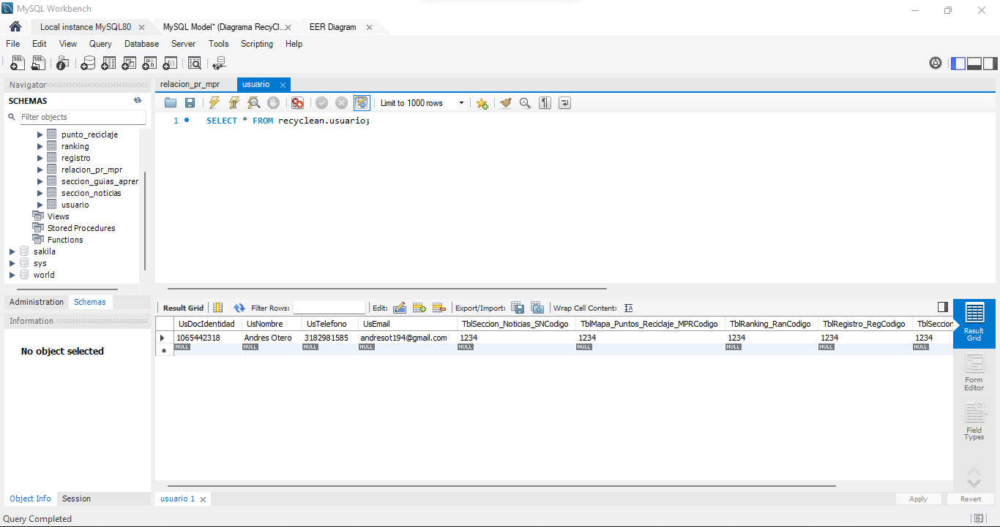 MySQL Workbench
Local instance MySQL80 MySQL Model* (Diagrama RecyCl... EER Diagram
File Edit View Query Database Server Tools Scripting Help
Navigator
SCHEMAS
Filter objects
punto_reciclaje
ranking
registro
relacion_pr_mpr
seccion_guias_aprer
seccion_noticias
usuario
Views
Stored Procedures
Functions
sakila
sys
world
Administration Schemas
Information
No object selected
Object Info Session
relacion_pr_mpr usuario
Limit to 1000 rows
1 SELECT * FROM recyclean.usuario;
Result Grid Filter Rows: Edit: Export/Import: Wrap Cell Content:
UsDocIdentidad UsNombre UsTelefono UsEmail TblSeccion_Noticias_SNCodigo TblMapa_Puntos_Reciclaje_MPRCodigo TblRanking_RanCodigo TblRegistro_RegCodigo TblSeccion
1065442318 Andres Otero 3182981585 andresot194@gmail.com 1234 1234 1234 1234 1234
NULL NULL NULL NULL NULL NULL NULL NULL NULL
Result
Grid
Form
Editor
Field
Types
usuario 1
Apply Revert
Query Completed